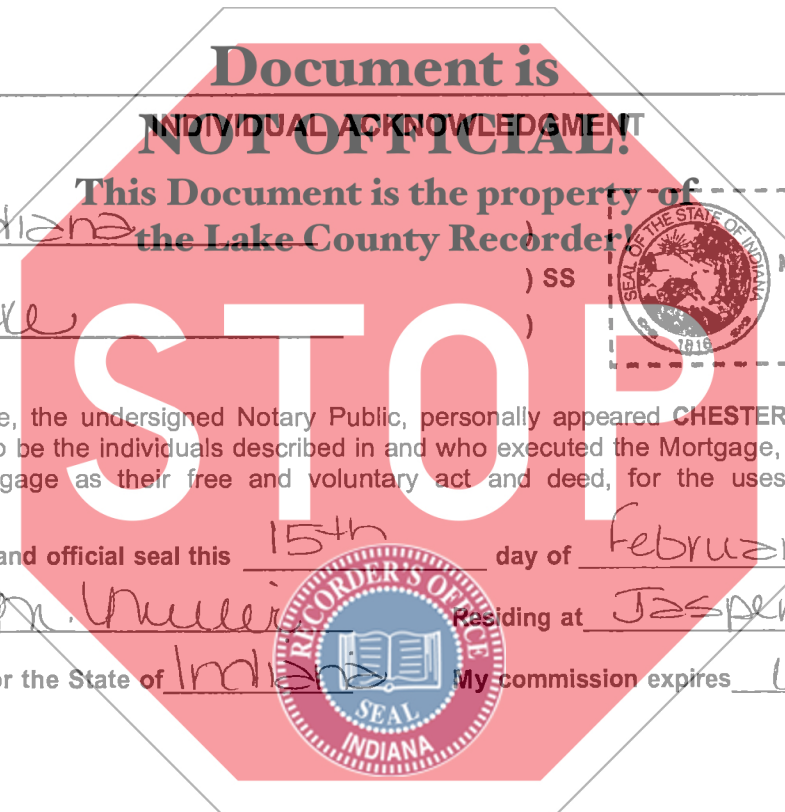 Document is
INDIVIDUAL ACKNOWLEDGMENT
NOT OFFICIAL!
This Document is the property of
diana )
the Lake County Recorder!
) SS
)
SEAL OF THE STATE OF INDIANA
1816
STOP
e, the undersigned Notary Public, personally appeared CHESTER
o be the individuals described in and who executed the Mortgage,
gage as their free and voluntary act and deed, for the uses
and official seal this 15th day of Februar
Residing at Jasper
or the State of Indiana My commission expires
RECORDER'S OFFICE
SEAL
INDIANA